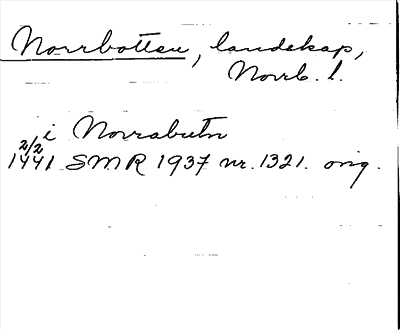 Norrbotten, landskap,
Norrb. l.
i Norrabutn
2/2
1441 SMR 1937 nr. 1321. orig.